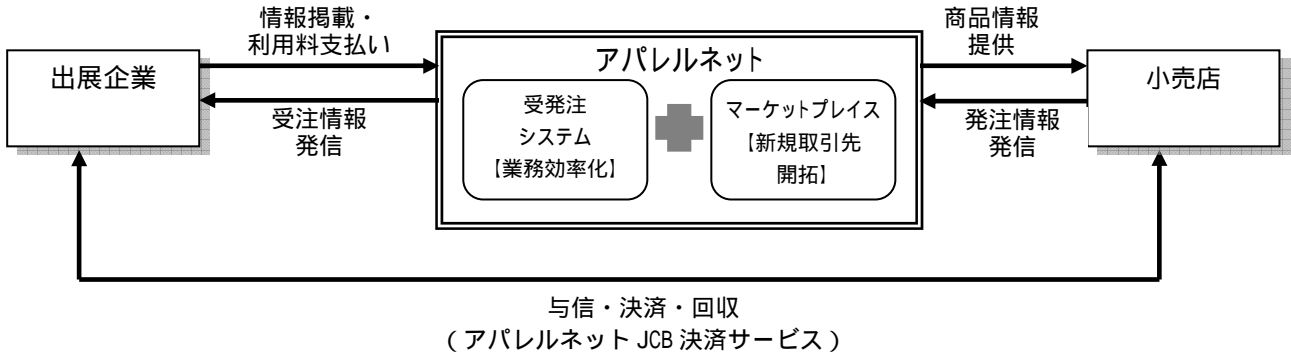 情報掲載・
利用料支払い
商品情報
提供
出展企業
アパレルネット
小売店
受注情報
発信
受発注
システム
【業務効率化】
マーケットプレイス
【新規取引先
開拓】
発注情報
発信
与信・決済・回収
(アパレルネット JCB 決済サービス)